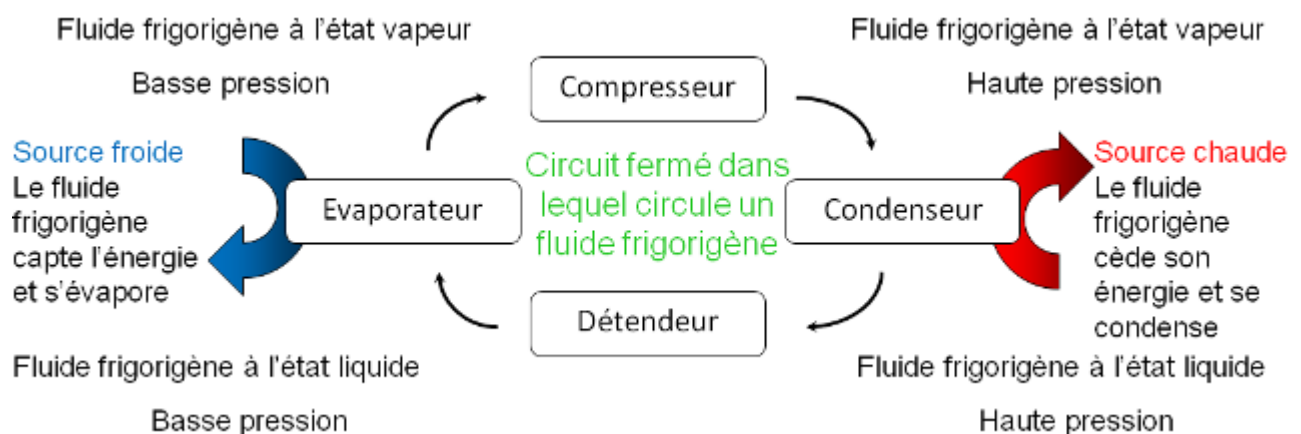 Fluide frigorigène à l'état vapeur
Basse pression
Fluide frigorigène à l'état vapeur
Haute pression
Compresseur
Source froide
Le fluide
frigorigène
capte l'énergie
et s'évapore
Evaporateur
Circuit fermé dans
lequel circule un
fluide frigorigène
Condenseur
Source chaude
Le fluide
frigorigène
cède son
énergie et se
condense
Détendeur
Fluide frigorigène à l'état liquide
Basse pression
Fluide frigorigène à l'état liquide
Haute pression